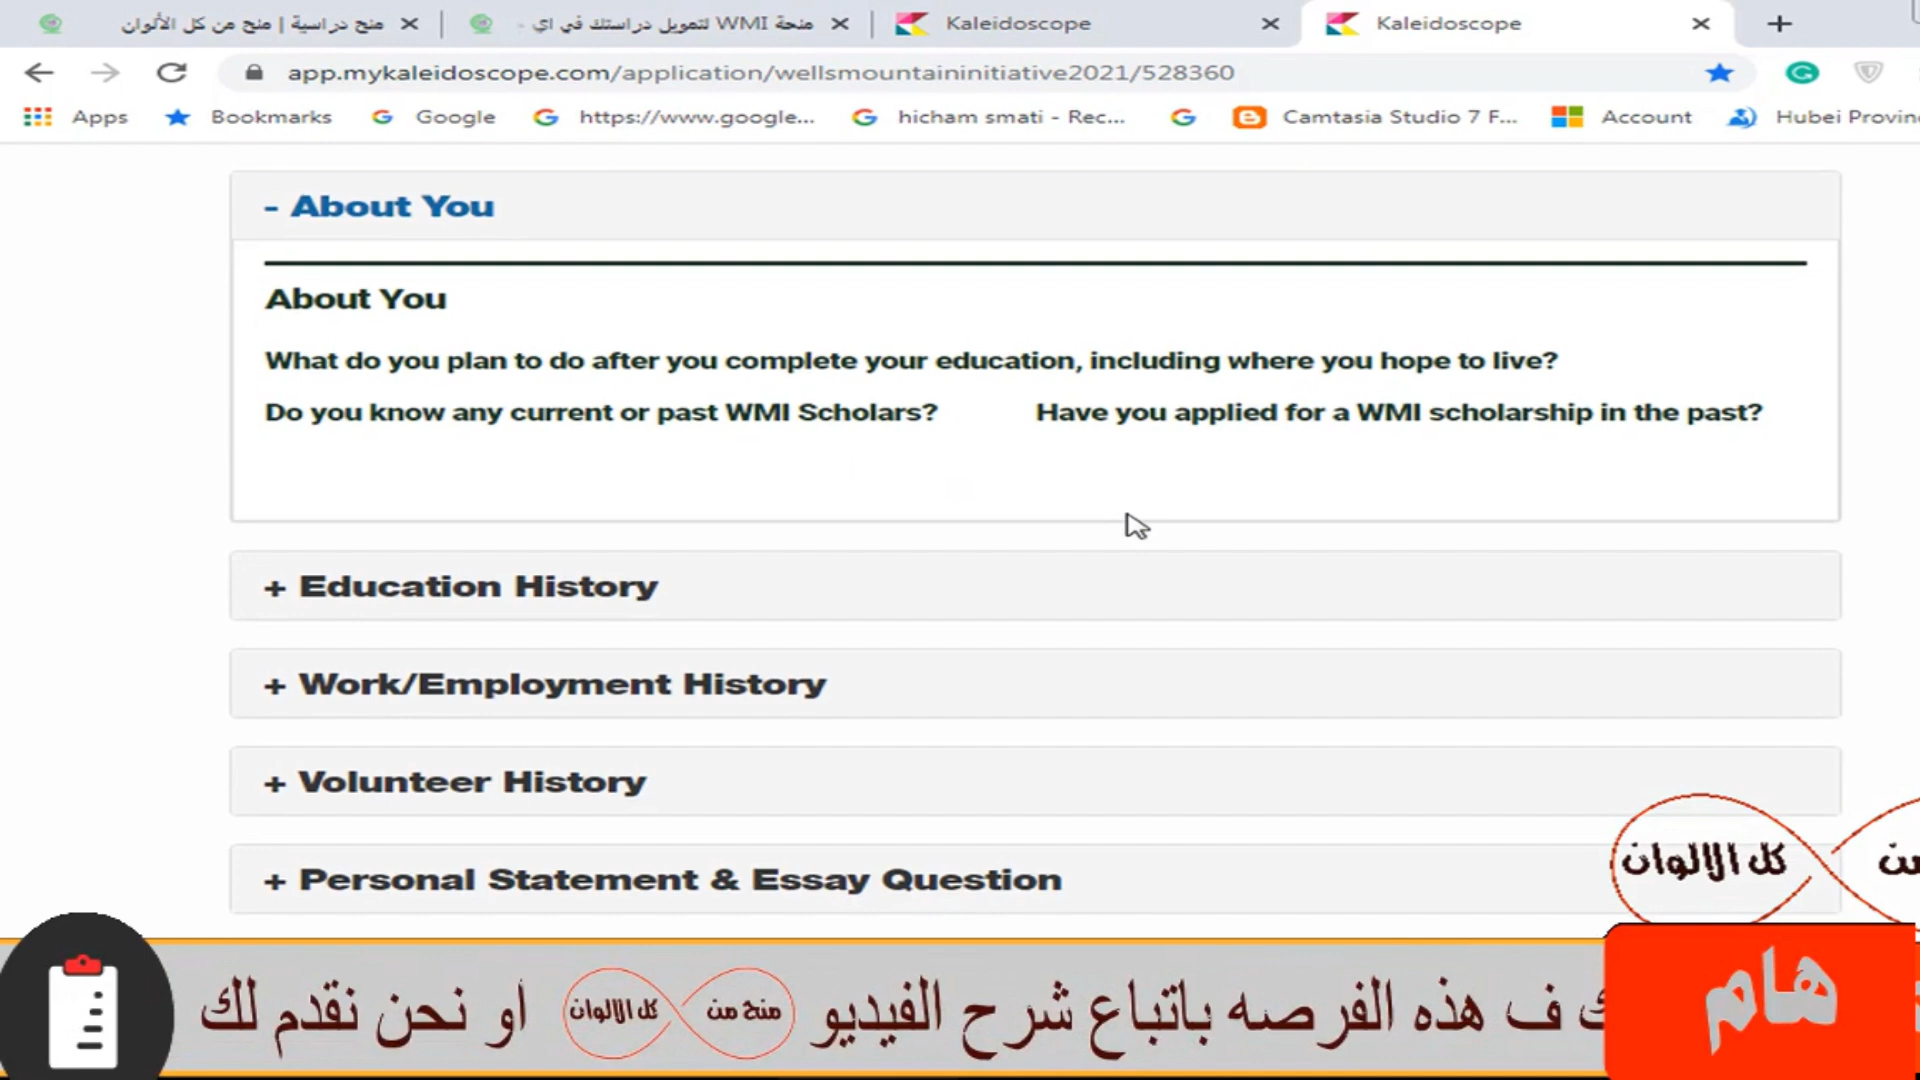 منح دراسية | منح من كل الألوان
منحة WMI لتمويل دراستك في اي -
Kaleidoscope
Kaleidoscope
app.mykaleidoscope.com/application/wellsmountaininitiative2021/528360
Apps
Bookmarks
Google
https://www.google...
hicham smati - Rec...
Camtasia Studio 7 F...
Account
Hubei Provin
- About You
About You
What do you plan to do after you complete your education, including where you hope to live?
Do you know any current or past WMI Scholars?
Have you applied for a WMI scholarship in the past?
+ Education History
+ Work/Employment History
+ Volunteer History
+ Personal Statement & Essay Question
كل الالوان
هام
ف هذه الفرصه باتباع شرح الفيديو
منح من كل الالوان
او نحن نقدم لك